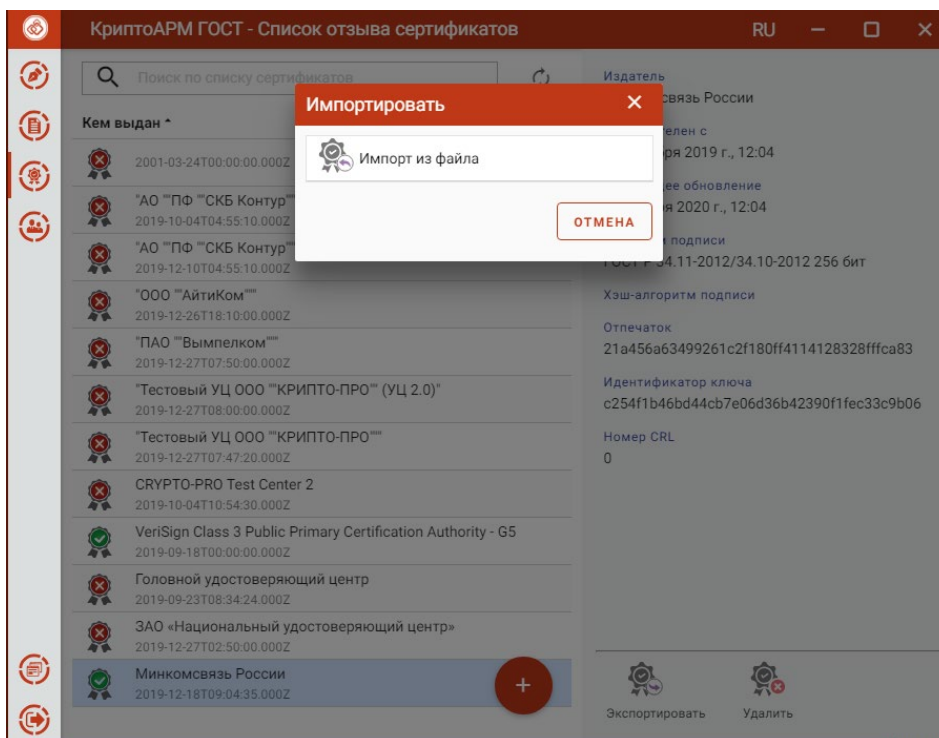 КриптоАРМ ГОСТ - Список отзыва сертификатов
RU
Поиск по списку сертификатов
Кем выдан
2001-03-24T00:00:00.000Z
"АО ""ПФ ""СКБ Контур""
2019-10-04T04:55:10.000Z
"АО ""ПФ ""СКБ Контур""
2019-12-10T04:55:10.000Z
"ООО ""АйтиКом"""
2019-12-26T18:10:00.000Z
"ПАО ""Вымпелком"""
2019-12-27T07:50:00.000Z
"Тестовый УЦ ООО ""КРИПТО-ПРО"" (УЦ 2.0)"
2019-12-27T08:00:00.000Z
"Тестовый УЦ ООО ""КРИПТО-ПРО"""
2019-12-27T07:47:20.000Z
CRYPTO-PRO Test Center 2
2019-10-04T10:54:30.000Z
VeriSign Class 3 Public Primary Certification Authority - G5
2019-09-18T00:00:00.000Z
Головной удостоверяющий центр
2019-09-23T08:34:24.000Z
ЗАО «Национальный удостоверяющий центр»
2019-12-27T02:50:00.000Z
Минкомсвязь России
2019-12-18T09:04:35.000Z
+
Импортировать
Импорт из файла
ОТМЕНА
Издатель
связь России
елен с
ря 2019 г., 12:04
ее обновление
я 2020 г., 12:04
подписи
ГОСТ Р 34.11-2012/34.10-2012 256 бит
Хэш-алгоритм подписи
Отпечаток
21a456a63499261c2f180ff4114128328fffca83
Идентификатор ключа
c254f1b46bd44cb7e06d36b42390f1fec33c9b06
Номер CRL
0
Экспортировать
Удалить